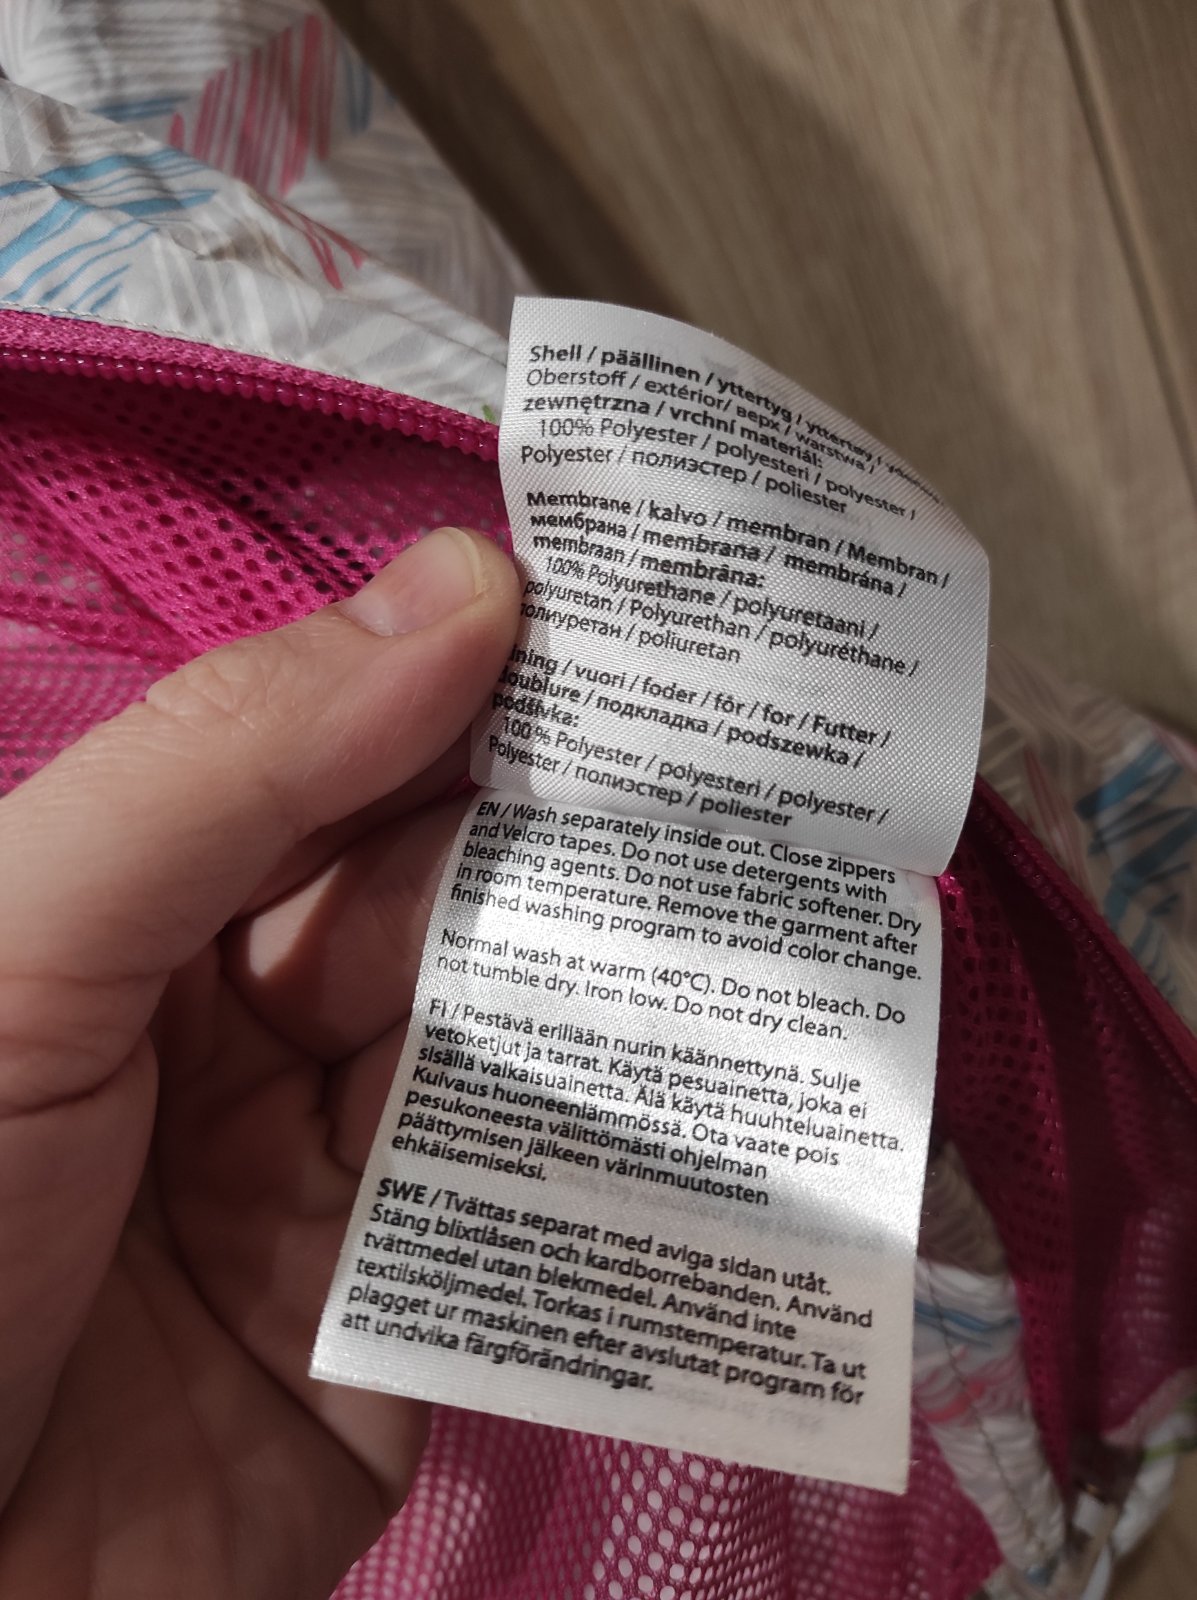 Shell / päällinen / yttertyg / yttertøy /
Oberstoff / extérior/ верх / warstwa /
zewnętrzna / vrchní materiál:
100% Polyester / polyesteri / polyester /
Polyester / полиэстер / poliester
Membrane / kalvo / membran / Membran /
мембрана / membrana / membrána /
membraan / membrāna:
100% Polyurethane / polyuretaani /
polyuretan / Polyurethan / polyuréthane /
полиуретан / poliuretan
/ vuori / foder / fôr / for / Futter /
doublure / подкладка / podszewka /
podšívka:
100 % Polyester / polyesteri / polyester /
Polyester / полиэстер / poliester
EN / Wash separately inside out. Close zippers
and Velcro tapes. Do not use detergents with
bleaching agents. Do not use fabric softener. Dry
in room temperature. Remove the garment after
finished washing program to avoid color change.
Normal wash at warm (40°C). Do not bleach. Do
not tumble dry. Iron low. Do not dry clean.
FI / Pestävä erillään nurin käännettynä. Sulje
vetoketjut ja tarrat. Käytä pesuainetta, joka ei
sisällä valkaisuainetta. Älä käytä huuhteluainetta.
Kuivaus huoneenlämmössä. Ota vaate pois
pesukoneesta välittömästi ohjelman
päättymisen jälkeen värinmuutosten
ehkäisemiseksi.
SWE / Tvättas separat med aviga sidan utåt.
Stäng blixtlåsen och kardborrebanden. Använd
tvättmedel utan blekmedel. Använd inte
textilsköljmedel. Torkas i rumstemperatur. Ta ut
plagget ur maskinen efter avslutat program för
att undvika färgförändringar.